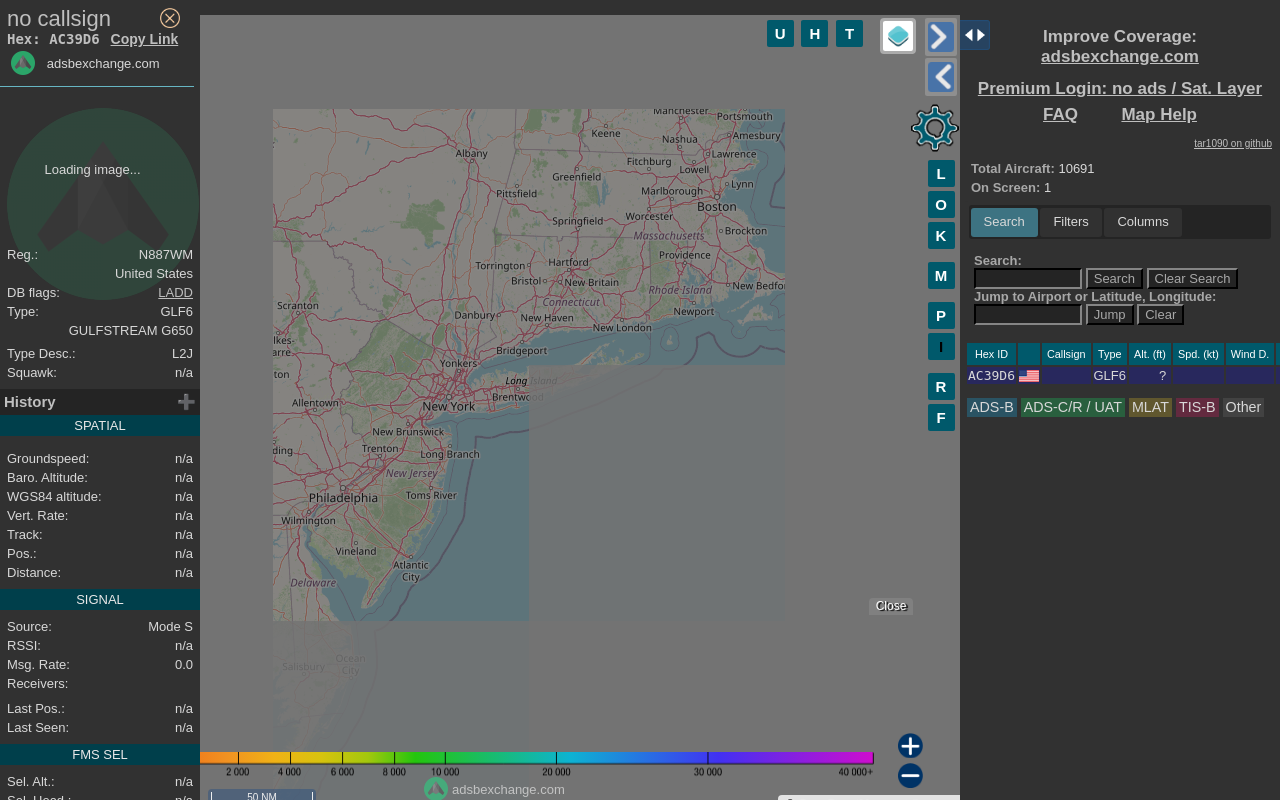 no callsign
Hex: AC39D6 Copy Link
adsbexchange.com
Loading image...
Reg.: N887WM
United States
DB flags: LADD
Type: GLF6
GULFSTREAM G650
Type Desc.: L2J
Squawk: n/a
History
SPATIAL
Groundspeed: n/a
Baro. Altitude: n/a
WGS84 altitude: n/a
Vert. Rate: n/a
Track: n/a
Pos.: n/a
Distance: n/a
SIGNAL
Source: Mode S
RSSI: n/a
Msg. Rate: 0.0
Receivers:
Last Pos.: n/a
Last Seen: n/a
FMS SEL
Sel. Alt.: n/a
Sel. Head.: n/a
U H T
L
O
K
M
P
I
R
F
Manchester
Portsmouth
Keene
Nashua
Amesbury
Albany
Fitchburg
Lawrence
Lowell
Greenfield
Lynn
Pittsfield
Marlborough
Boston
Worcester
Springfield
Brockton
Massachusetts
Providence
Torrington
Hartford
Bristol
New Britain
Rhode Island
New Bedfor
Scranton
Connecticut
Danbury
New Haven
Newport
New London
lkes-
arre
Bridgeport
Yonkers
ton
Long Island
Brentwood
Allentown
New York
New Brunswick
Trenton
ding
Long Branch
New Jersey
Philadelphia
Toms River
Wilmington
Vineland
Atlantic
City
Delaware
Salisbury
Ocean
City
Close
2 000 4 000 6 000 8 000 10 000 20 000 30 000 40 000+
adsbexchange.com
50 NM
Improve Coverage:
adsbexchange.com
Premium Login: no ads / Sat. Layer
FAQ Map Help
tar1090 on github
Total Aircraft: 10691
On Screen: 1
Search Filters Columns
Search:
Search Clear Search
Jump to Airport or Latitude, Longitude:
Jump Clear
Hex ID Callsign Type Alt. (ft) Spd. (kt) Wind D.
AC39D6 GLF6 ?
ADS-B ADS-C/R / UAT MLAT TIS-B Other